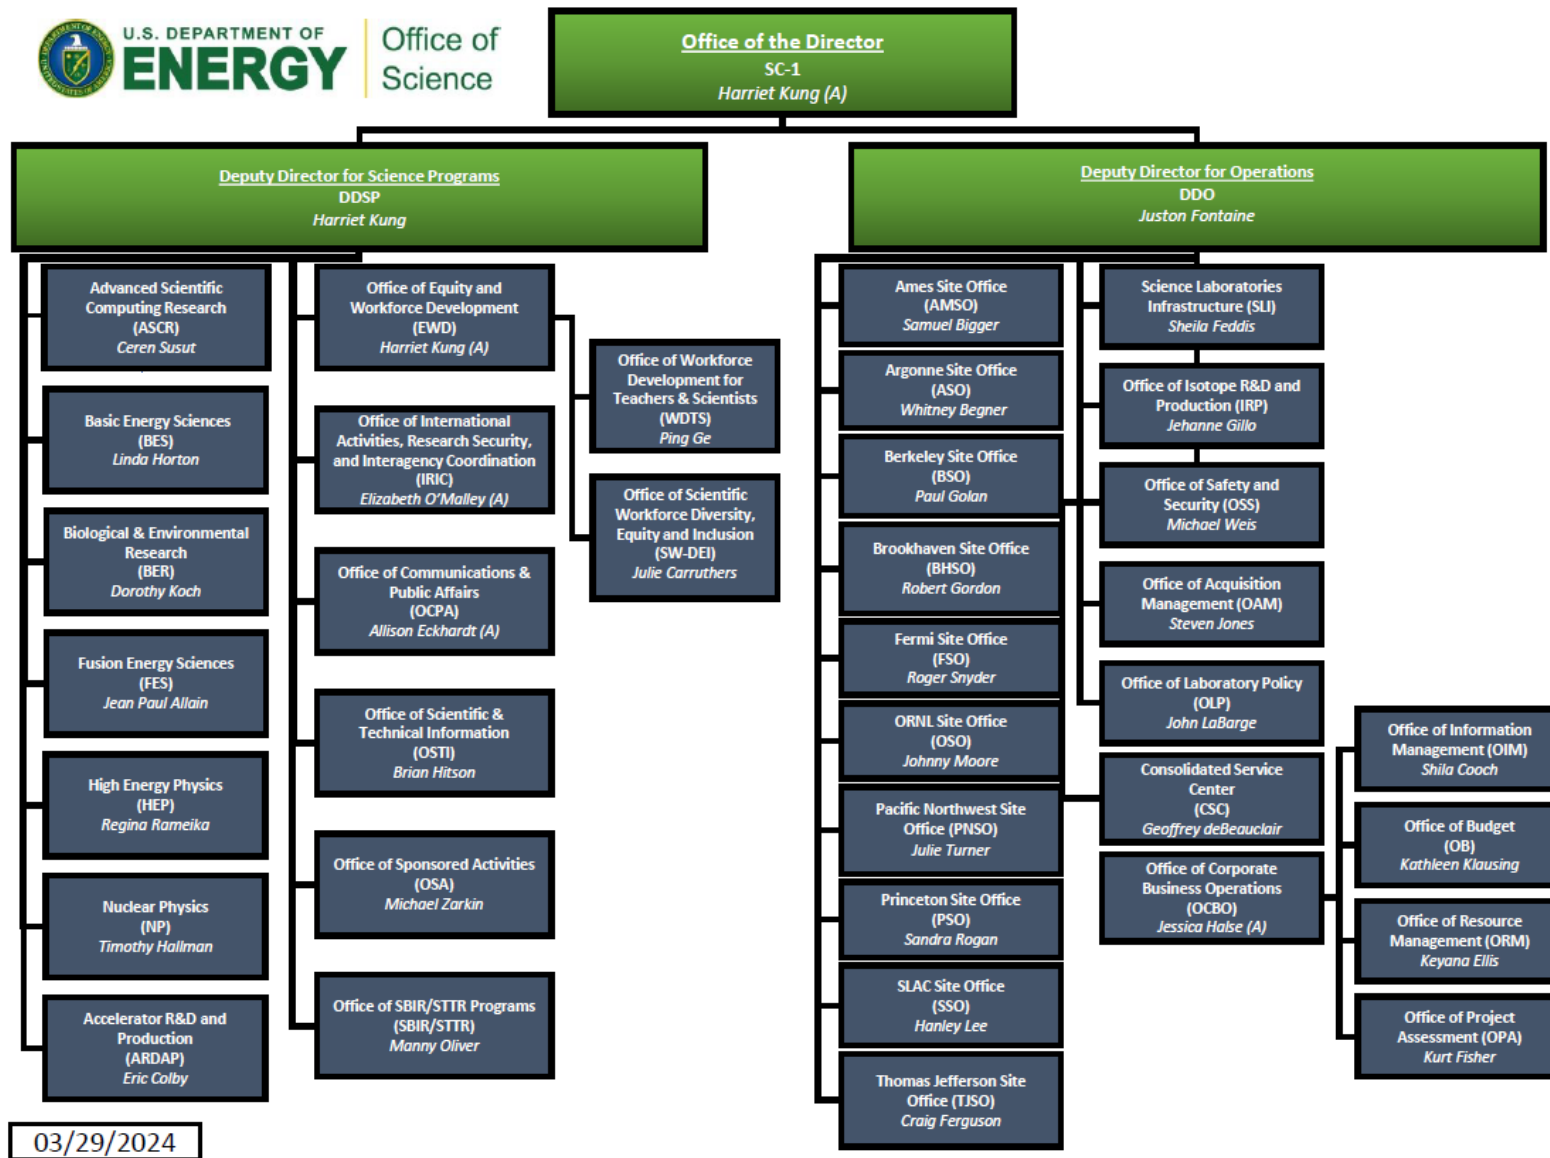 U.S. DEPARTMENT OF
ENERGY
Office of
Science
Office of the Director
SC-1
Harriet Kung (A)
Deputy Director for Science Programs
DDSP
Harriet Kung
Deputy Director for Operations
DDO
Juston Fontaine
Advanced Scientific
Computing Research
(ASCR)
Ceren Susut
Basic Energy Sciences
(BES)
Linda Horton
Biological & Environmental
Research
(BER)
Dorothy Koch
Fusion Energy Sciences
(FES)
Jean Paul Allain
High Energy Physics
(HEP)
Regina Rameika
Nuclear Physics
(NP)
Timothy Hallman
Accelerator R&D and
Production
(ARDAP)
Eric Colby
Office of Equity and
Workforce Development
(EWD)
Harriet Kung (A)
Office of International
Activities, Research Security,
and Interagency Coordination
(IRIC)
Elizabeth O’Malley (A)
Office of Communications &
Public Affairs
(OCPA)
Allison Eckhardt (A)
Office of Scientific &
Technical Information
(OSTI)
Brian Hitson
Office of Sponsored Activities
(OSA)
Michael Zarkin
Office of SBIR/STTR Programs
(SBIR/STTR)
Manny Oliver
Office of Workforce
Development for
Teachers & Scientists
(WDTS)
Ping Ge
Office of Scientific
Workforce Diversity,
Equity and Inclusion
(SW-DEI)
Julie Carruthers
Ames Site Office
(AMSO)
Samuel Bigger
Argonne Site Office
(ASO)
Whitney Begner
Berkeley Site Office
(BSO)
Paul Golan
Brookhaven Site Office
(BHSO)
Robert Gordon
Fermi Site Office
(FSO)
Roger Snyder
ORNL Site Office
(OSO)
Johnny Moore
Pacific Northwest Site
Office (PNSO)
Julie Turner
Princeton Site Office
(PSO)
Sandra Rogan
SLAC Site Office
(SSO)
Hanley Lee
Thomas Jefferson Site
Office (TJSO)
Craig Ferguson
Science Laboratories
Infrastructure (SLI)
Sheila Feddis
Office of Isotope R&D and
Production (IRP)
Jehanne Gillo
Office of Safety and
Security (OSS)
Michael Weis
Office of Acquisition
Management (OAM)
Steven Jones
Office of Laboratory Policy
(OLP)
John LaBarge
Consolidated Service
Center
(CSC)
Geoffrey deBeauclair
Office of Corporate
Business Operations
(OCBO)
Jessica Halse (A)
Office of Information
Management (OIM)
Shila Cooch
Office of Budget
(OB)
Kathleen Klausing
Office of Resource
Management (ORM)
Keyana Ellis
Office of Project
Assessment (OPA)
Kurt Fisher
03/29/2024